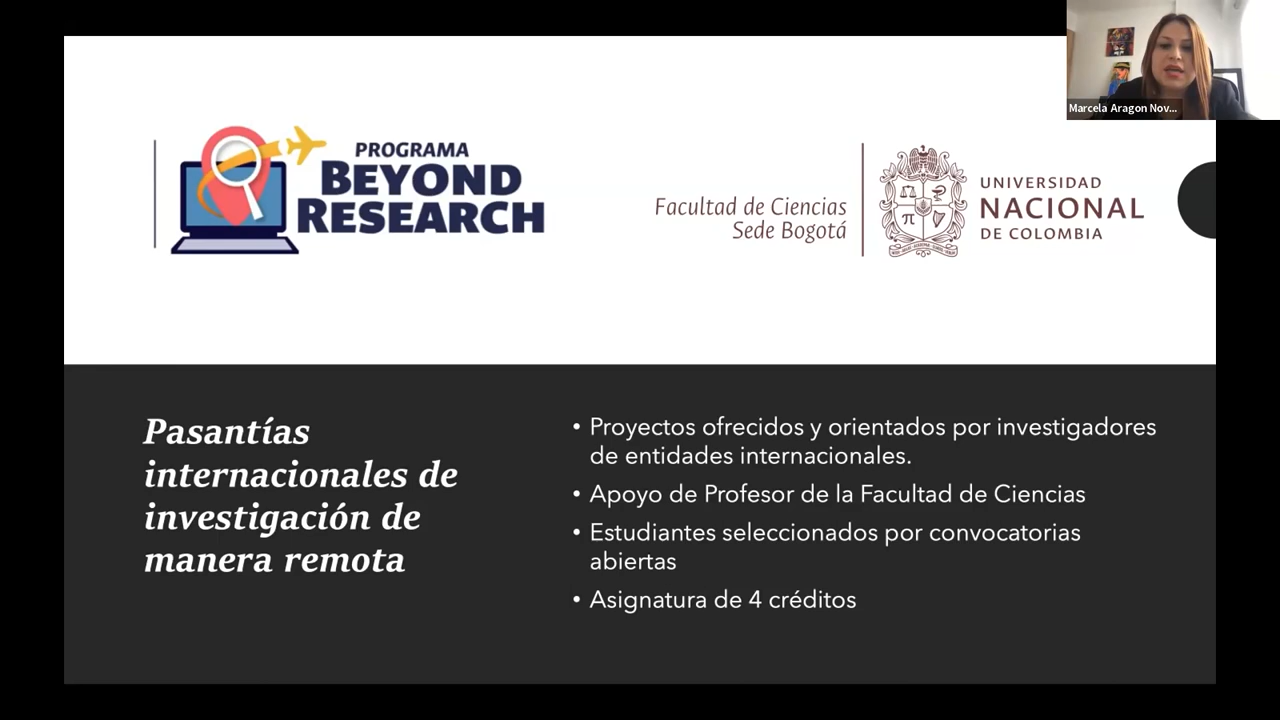 Marcela Aragon Nov...
PROGRAMA
BEYOND
RESEARCH
Facultad de Ciencias
Sede Bogotá
π
UNIVERSIDAD
NACIONAL
DE COLOMBIA
Pasantías
internacionales de
investigación de
manera remota
• Proyectos ofrecidos y orientados por investigadores
de entidades internacionales.
• Apoyo de Profesor de la Facultad de Ciencias
• Estudiantes seleccionados por convocatorias
abiertas
• Asignatura de 4 créditos